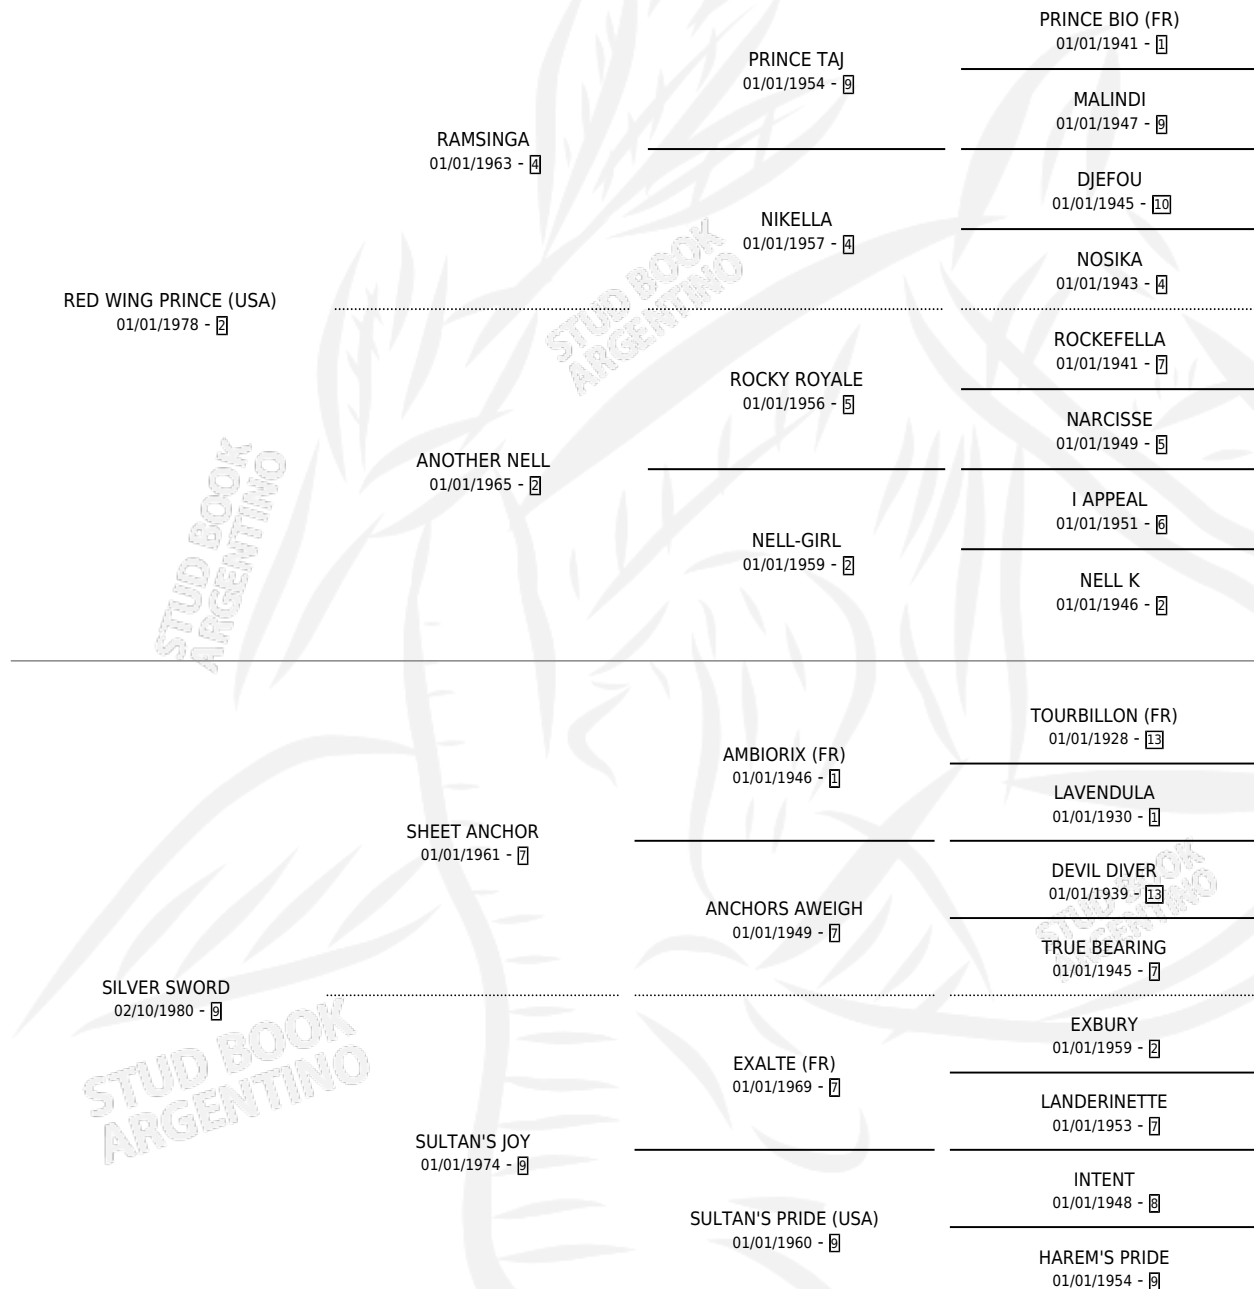 PRINCE BIO (FR)
01/01/1941 - 1
PRINCE TAJ
01/01/1954 - 9
MALINDI
01/01/1947 - 9
RAMSINGA
01/01/1963 - 4
DJEFOU
01/01/1945 - 10
NIKELLA
01/01/1957 - 4
NOSIKA
01/01/1943 - 4
RED WING PRINCE (USA)
01/01/1978 - 2
ROCKEFELLA
01/01/1941 - 7
ROCKY ROYALE
01/01/1956 - 5
NARCISSE
01/01/1949 - 5
ANOTHER NELL
01/01/1965 - 2
I APPEAL
01/01/1951 - 6
NELL-GIRL
01/01/1959 - 2
NELL K
01/01/1946 - 2
STUD BOOK
ARGENTINO
STUD BOOK
ARGENTINO
TOURBILLON (FR)
01/01/1928 - 13
AMBIORIX (FR)
01/01/1946 - 1
LAVENDULA
01/01/1930 - 1
SHEET ANCHOR
01/01/1961 - 7
DEVIL DIVER
01/01/1939 - 13
ANCHORS AWEIGH
01/01/1949 - 7
TRUE BEARING
01/01/1945 - 7
SILVER SWORD
02/10/1980 - 9
EXBURY
01/01/1959 - 2
EXALTE (FR)
01/01/1969 - 7
LANDERINETTE
01/01/1953 - 7
SULTAN'S JOY
01/01/1974 - 9
INTENT
01/01/1948 - 8
SULTAN'S PRIDE (USA)
01/01/1960 - 9
HAREM'S PRIDE
01/01/1954 - 9
STUD BOOK
ARGENTINO
STUD BOOK
ARGENTINO